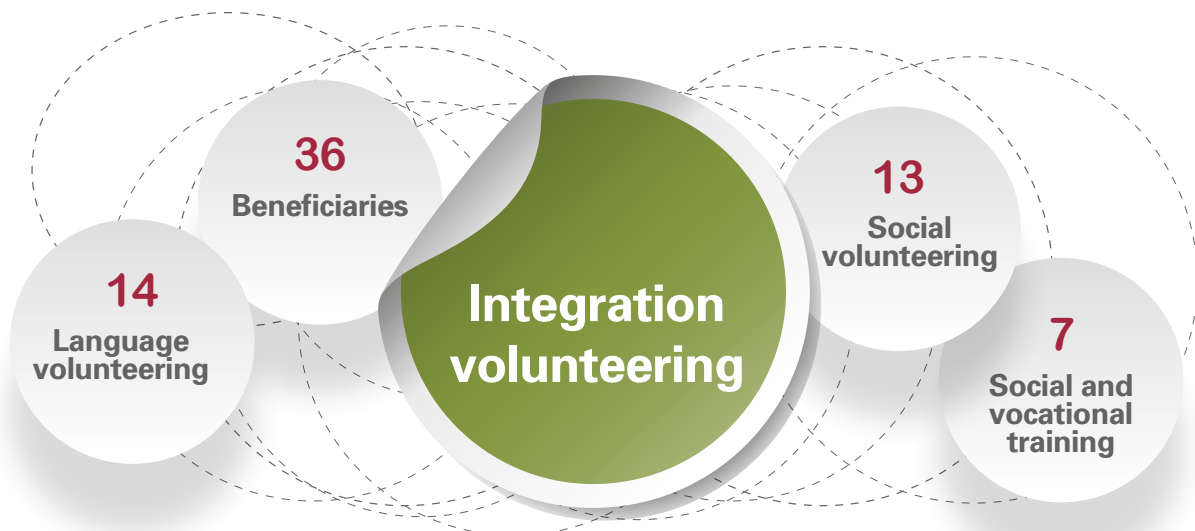 36
Beneficiaries
14
Language
volunteering
Integration
volunteering
13
Social
volunteering
7
Social and
vocational
training